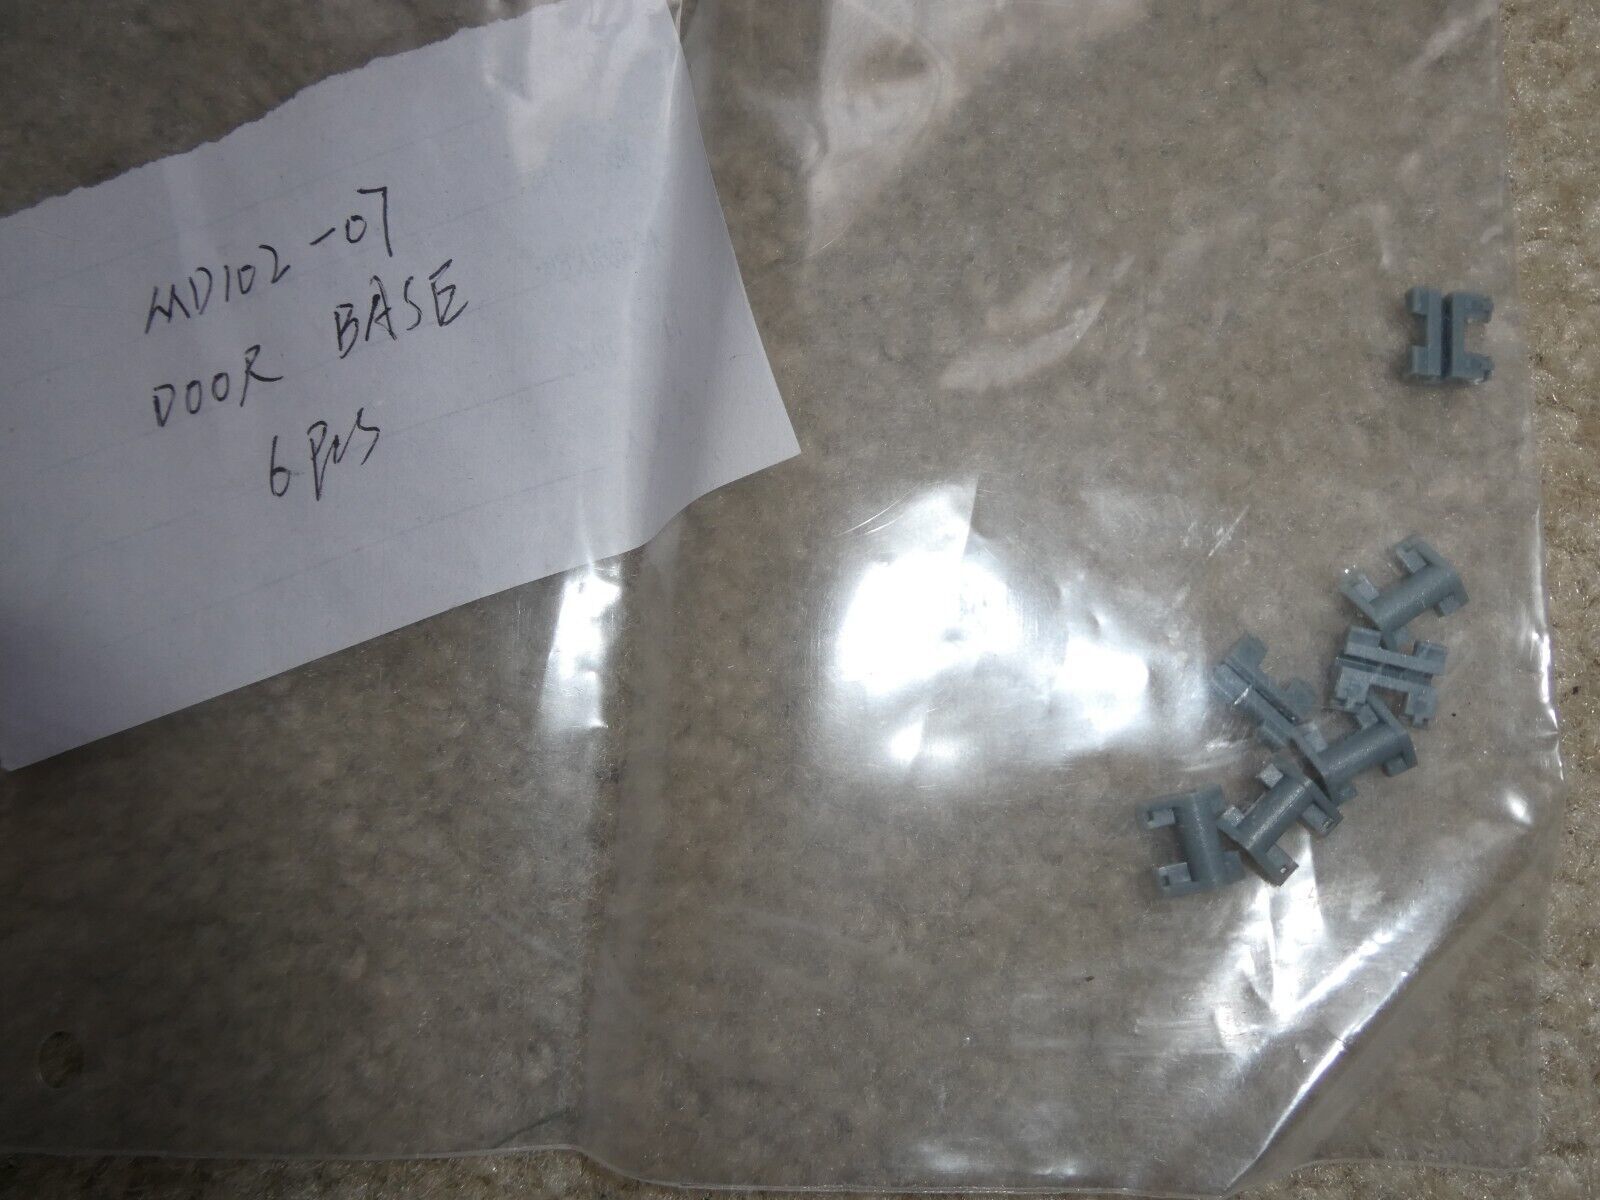 MD102-07
DOOR BASE
6 Pcs